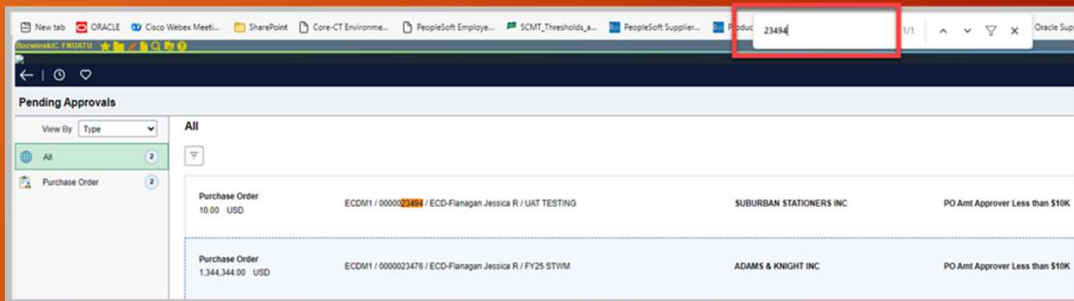 New tab ORACLE Cisco Webex Meeti... SharePoint Core-CT Environme... PeopleSoft Employe... SCMT_Thresholds_a... PeopleSoft Supplier... Produc 23494 1/1 Oracle Sup
GorwinskiC FNUATU
Pending Approvals
View By Type
All 2
Purchase Order 2
All
Purchase Order
10.00 USD
ECDM1 / 0000023494 / ECD-Flanagan Jessica R / UAT TESTING
SUBURBAN STATIONERS INC
PO Amt Approver Less than $10K
Purchase Order
1,344,344.00 USD
ECDM1 / 0000023476 / ECD-Flanagan Jessica R / FY25 STWM
ADAMS & KNIGHT INC
PO Amt Approver Less than $10K